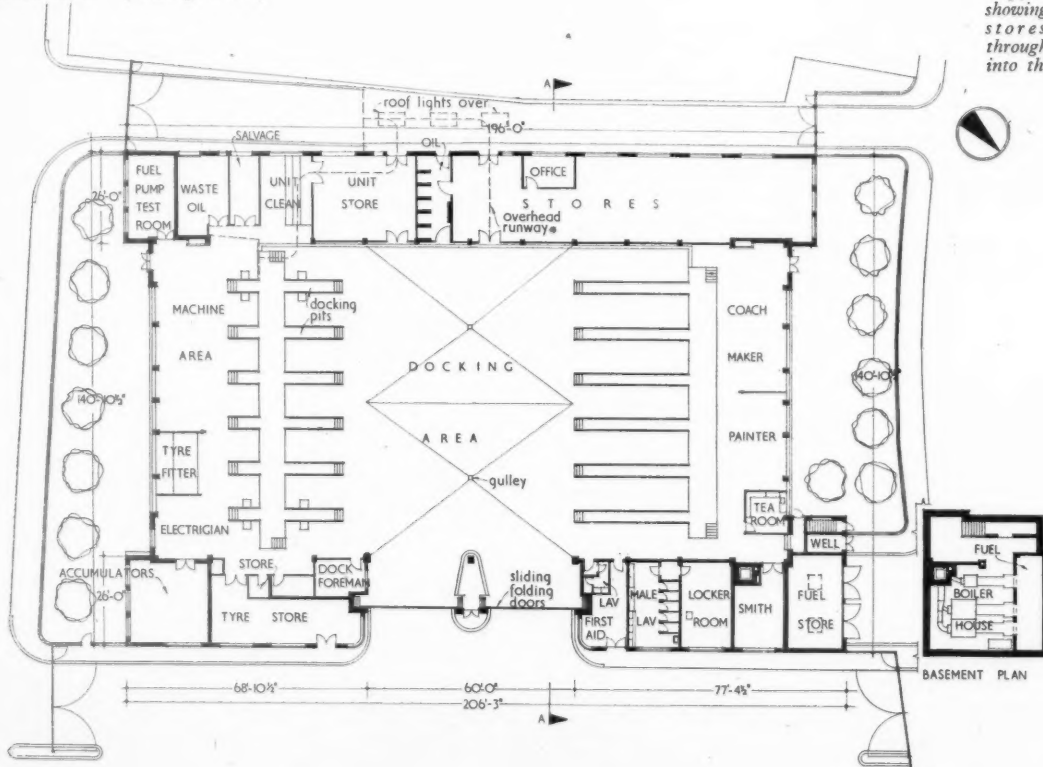 showing
stores
through
into th
A
roof lights over
196'-0"
SALVAGE
OIL
FUEL
PUMP
TEST
ROOM
WASTE
OIL
UNIT
CLEAN
UNIT
STORE
OFFICE
STORES
26'-0"
overhead
runway
docking
pits
MACHINE
AREA
DOCKING
AREA
COACH
MAKER
PAINTER
140'-10½"
140'-10½"
TYRE
FITTER
gulley
ELECTRIGIAN
TEA
ROOM
WELL
STORE
DOCK
FOREMAN
ACCUMULATORS
26'-0"
TYRE STORE
sliding
folding
doors
LAV
FIRST
AID
MALE
LAV
LOCKER
ROOM
SMITH
FUEL
STORE
FUEL
BOILER
HOUSE
BASEMENT PLAN
68'-10½"
60'-0"
77'-4½"
206'-3"
A